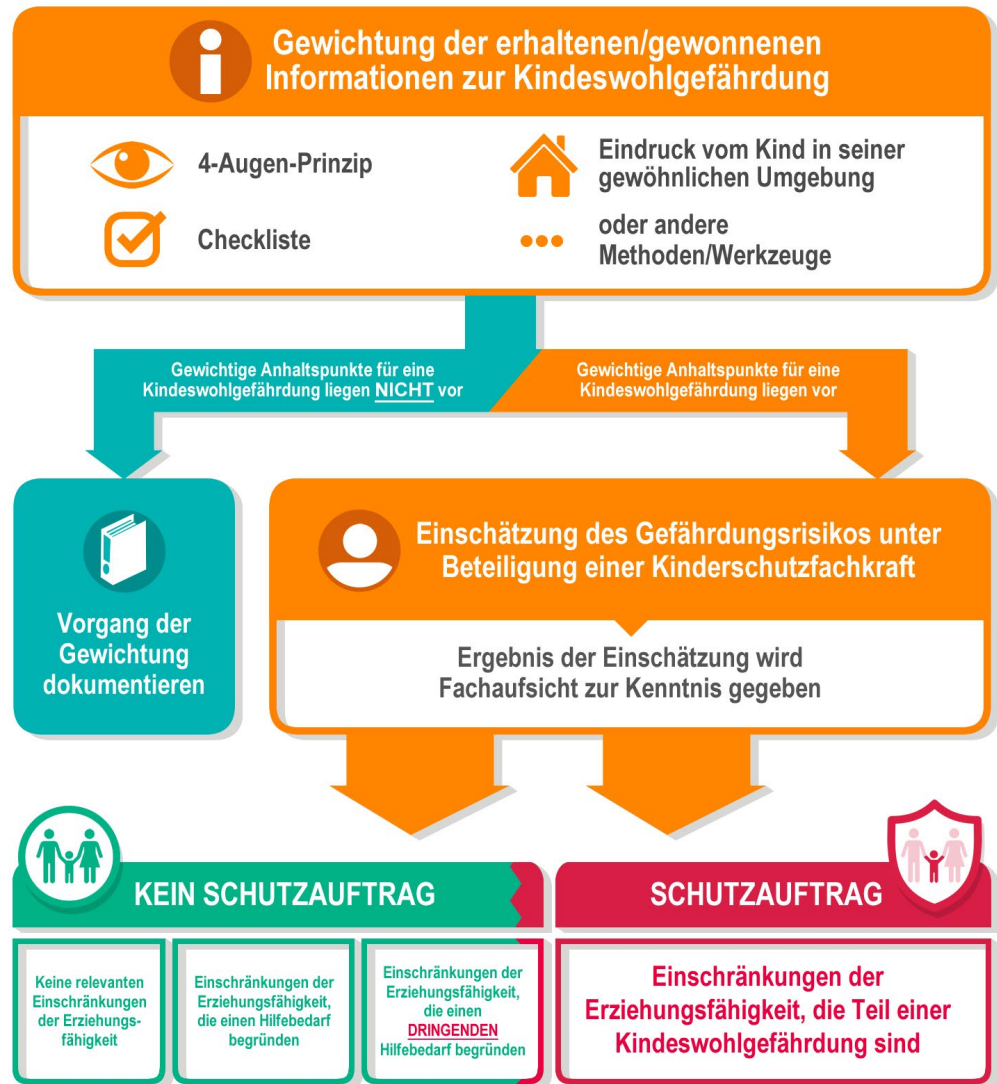 Gewichtung der erhaltenen/gewonnenen
Informationen zur Kindeswohlgefährdung
4-Augen-Prinzip
Eindruck vom Kind in seiner
gewöhnlichen Umgebung
Checkliste
oder andere
Methoden/Werkzeuge
Gewichtige Anhaltspunkte für eine
Kindeswohlgefährdung liegen NICHT vor
Gewichtige Anhaltspunkte für eine
Kindeswohlgefährdung liegen vor
Vorgang der
Gewichtung
dokumentieren
Einschätzung des Gefährdungsrisikos unter
Beteiligung einer Kinderschutzfachkraft
Ergebnis der Einschätzung wird
Fachaufsicht zur Kenntnis gegeben
KEIN SCHUTZAUFTRAG
Keine relevanten
Einschränkungen
der Erziehungs-
fähigkeit
Einschränkungen der
Erziehungsfähigkeit,
die einen Hilfebedarf
begründen
Einschränkungen der
Erziehungsfähigkeit,
die einen
DRINGENDEN
Hilfebedarf begründen
SCHUTZAUFTRAG
Einschränkungen der
Erziehungsfähigkeit, die Teil einer
Kindeswohlgefährdung sind